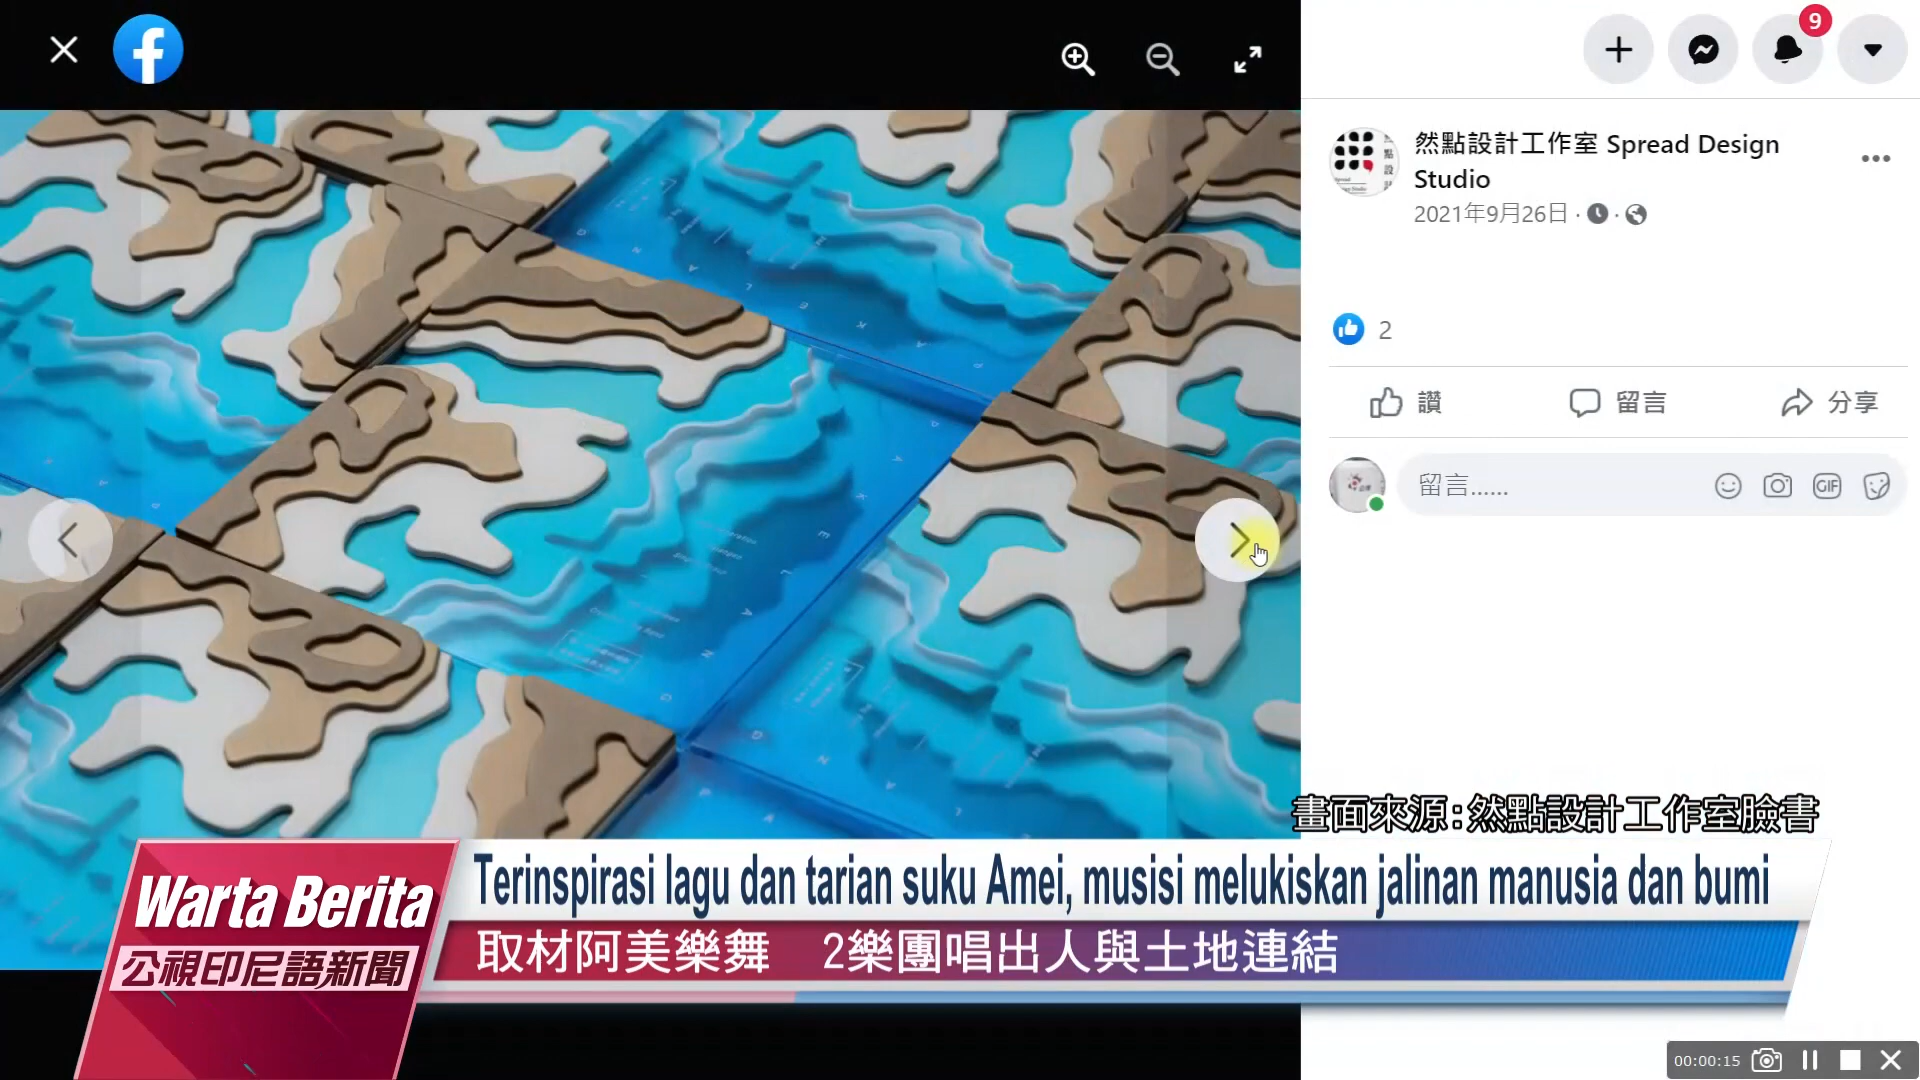 9
然點設計工作室 Spread Design
Studio
2021年9月26日
2
讚
留言
分享
留言......
GIF
畫面來源:然點設計工作室臉書
Warta Berita
公視印尼語新聞
Terinspirasi lagu dan tarian suku Amei, musisi melukiskan jalinan manusia dan bumi
取材阿美樂舞 2樂團唱出人與土地連結
00:00:15